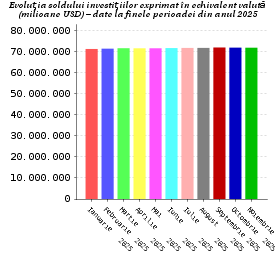 Evoluția soldului investițiilor exprimat în echivalent valută
(milioane USD) – date la finele perioadei din anul 2025
80.000.000
70.000.000
60.000.000
50.000.000
40.000.000
30.000.000
20.000.000
10.000.000
0
Ianuarie 2025
Februarie 2025
Martie 2025
Aprilie 2025
Mai 2025
Iunie 2025
Iulie 2025
August 2025
Septembrie 2025
Octombrie 2025
Noiembrie 2025